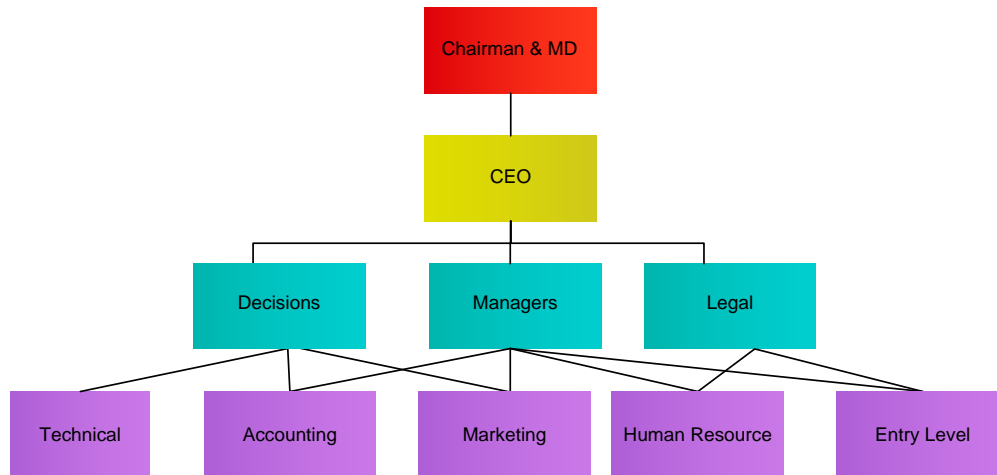 Chairman & MD
CEO
Decisions
Managers
Legal
Technical
Accounting
Marketing
Human Resource
Entry Level